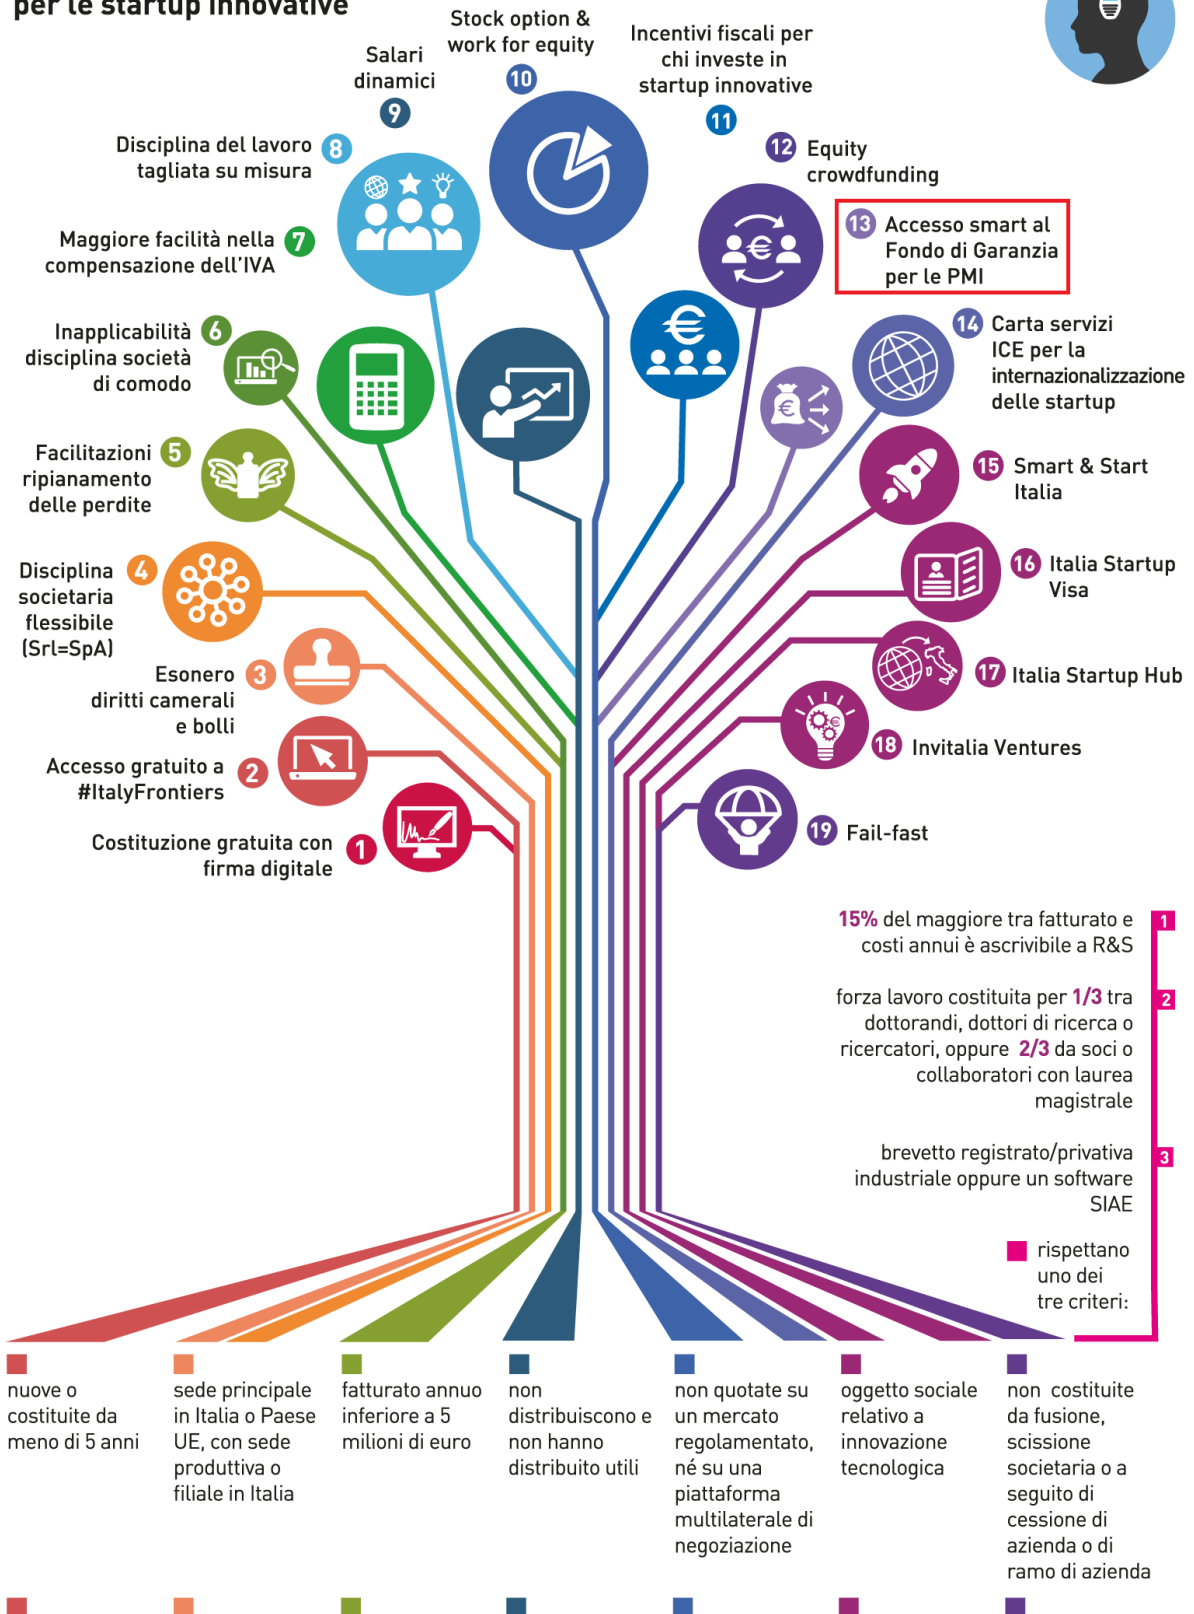 per le startup innovative
Stock option &
work for equity
10
Incentivi fiscali per
chi investe in
startup innovative
11
Salari
dinamici
9
Disciplina del lavoro
tagliata su misura
8
12
Equity
crowdfunding
Maggiore facilità nella
compensazione dell'IVA
7
13
Accesso smart al
Fondo di Garanzia
per le PMI
Inapplicabilità
disciplina società
di comodo
6
14
Carta servizi
ICE per la
internazionalizzazione
delle startup
Facilitazioni
ripianamento
delle perdite
5
15
Smart & Start
Italia
Disciplina
societaria
flessibile
(Srl=SpA)
4
16
Italia Startup
Visa
Esonero
diritti camerali
e bolli
3
17
Italia Startup Hub
Accesso gratuito a
#ItalyFrontiers
2
18
Invitalia Ventures
Costituzione gratuita con
firma digitale
1
19
Fail-fast
€
€
€
€
15% del maggiore tra fatturato e
costi annui è ascrivibile a R&S
1
forza lavoro costituita per 1/3 tra
dottorandi, dottori di ricerca o
ricercatori, oppure 2/3 da soci o
collaboratori con laurea
magistrale
2
brevetto registrato/privativa
industriale oppure un software
SIAE
3
rispettano
uno dei
tre criteri:
nuove o
costituite da
meno di 5 anni
sede principale
in Italia o Paese
UE, con sede
produttiva o
filiale in Italia
fatturato annuo
inferiore a 5
milioni di euro
non
distribuiscono e
non hanno
distribuito utili
non quotate su
un mercato
regolamentato,
né su una
piattaforma
multilaterale di
negoziazione
oggetto sociale
relativo a
innovazione
tecnologica
non costituite
da fusione,
scissione
societaria o a
seguito di
cessione di
azienda o di
ramo di azienda